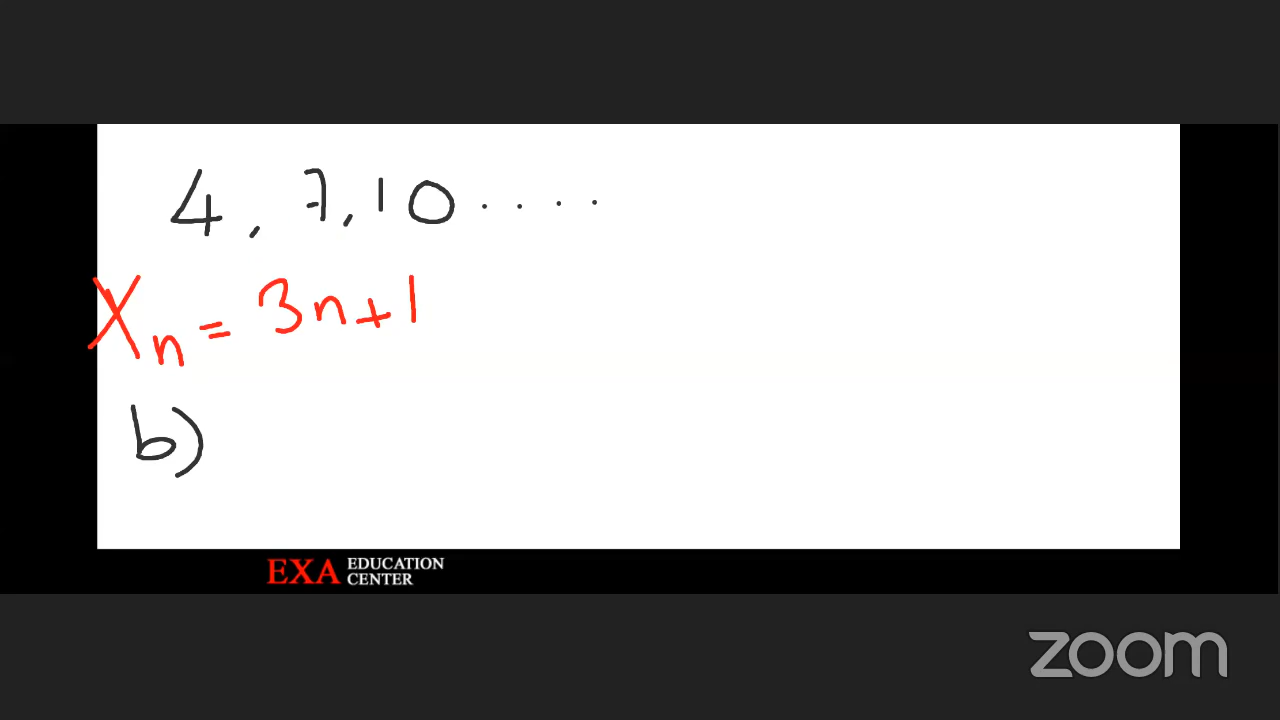 4, 7, 10 ....
Xn = 3n+1
b)
EXA EDUCATION CENTER
zoom